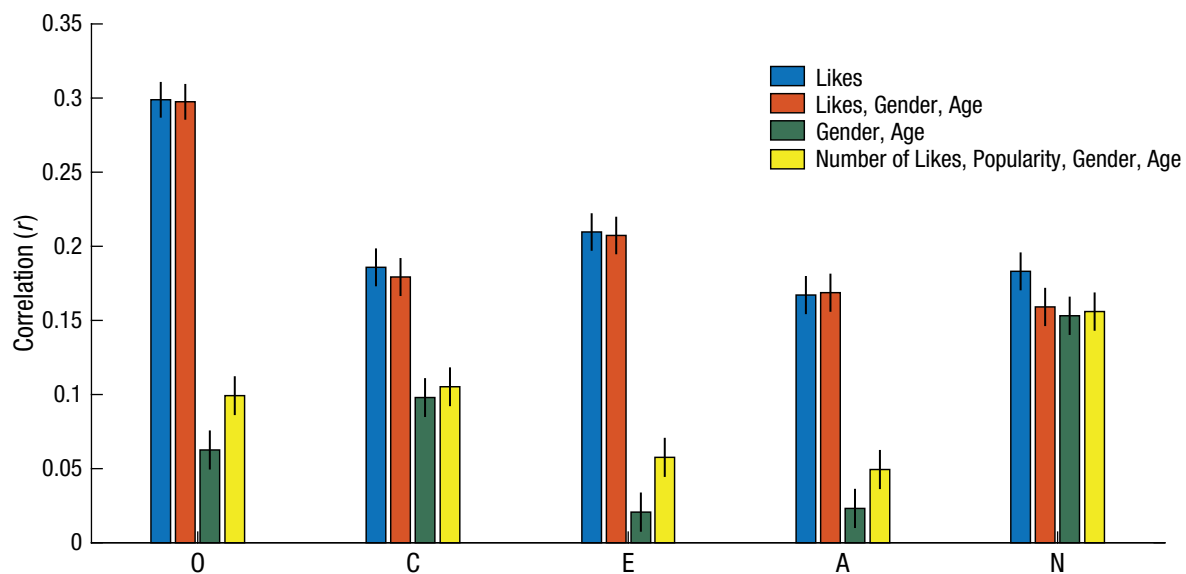 0.35
0.3
0.25
0.2
0.15
0.1
0.05
0
Correlation (r)
Likes
Likes, Gender, Age
Gender, Age
Number of Likes, Popularity, Gender, Age
O
C
E
A
N